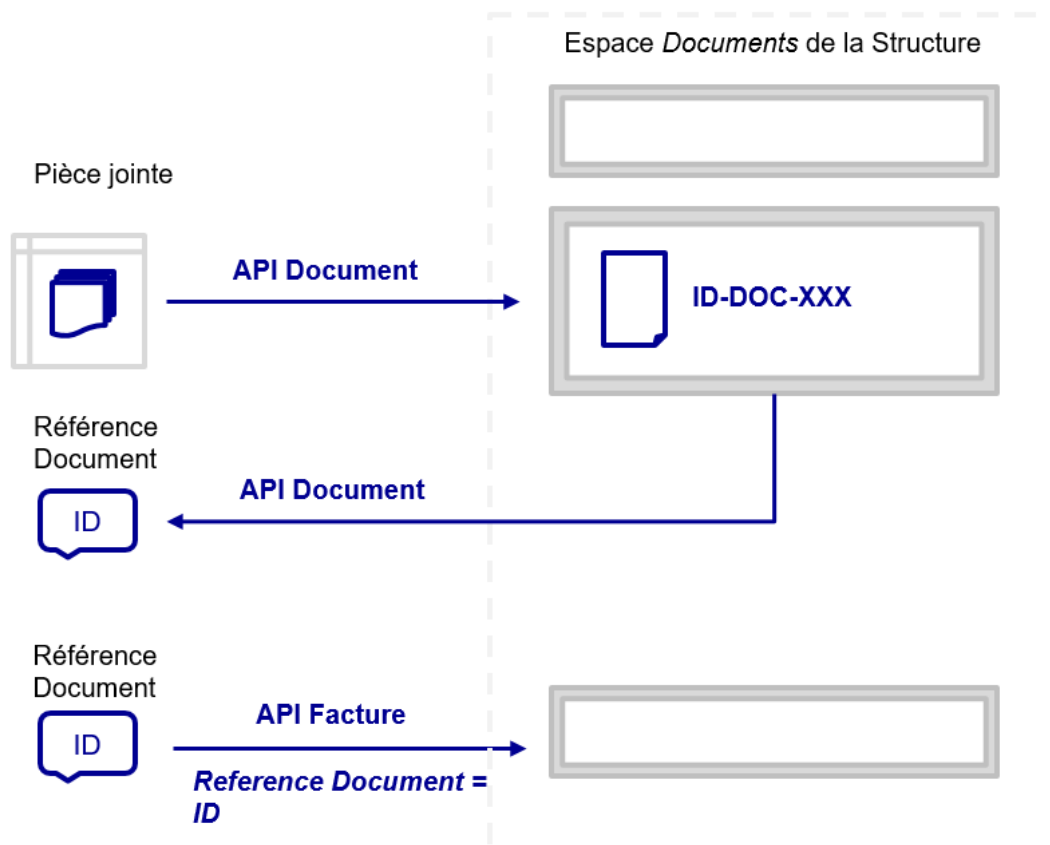 Espace Documents de la Structure
Pièce jointe
API Document
ID-DOC-XXX
Référence
Document
API Document
ID
Référence
Document
API Facture
ID
Reference Document =
ID